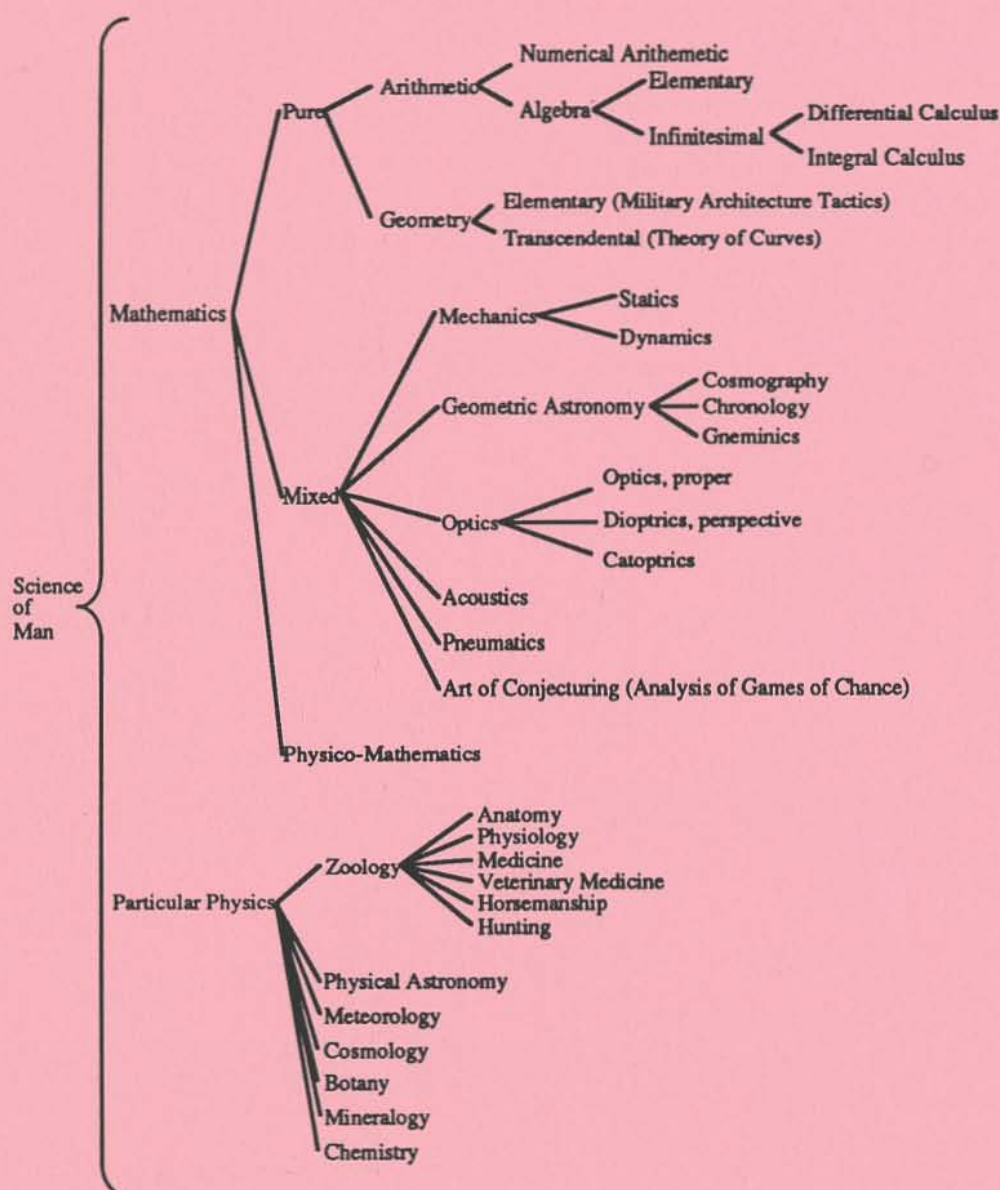 Numerical Arithemetic
Arithmetic
Elementary
Pure
Algebra
Differential Calculus
Infinitesimal
Integral Calculus
Elementary (Military Architecture Tactics)
Geometry
Transcendental (Theory of Curves)
Statics
Mathematics
Mechanics
Dynamics
Cosmography
Geometric Astronomy
Chronology
Gneminics
Optics, proper
Mixed
Optics
Dioptrics, perspective
Catoptrics
Science
of
Man
Acoustics
Pneumatics
Art of Conjecturing (Analysis of Games of Chance)
Physico-Mathematics
Anatomy
Physiology
Zoology
Medicine
Veterinary Medicine
Particular Physics
Horsemanship
Hunting
Physical Astronomy
Meteorology
Cosmology
Botany
Mineralogy
Chemistry